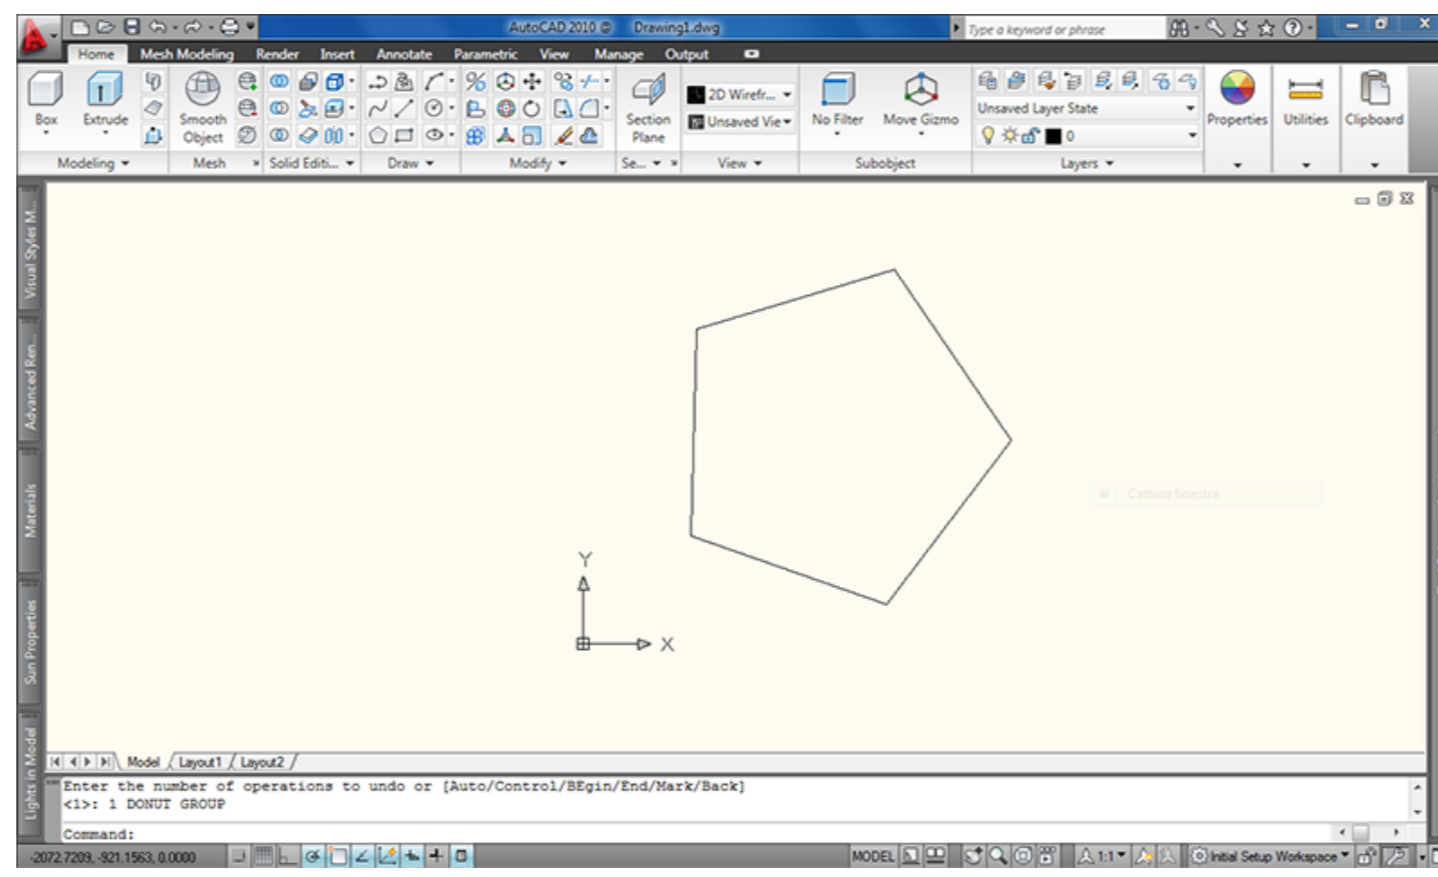 AutoCAD 2010 Drawing1.dwg Type a keyword or phrase
Home Mesh Modeling Render Insert Annotate Parametric View Manage Output
Box Extrude Smooth Object Section Plane 2D Wirefr... Unsaved Vie No Filter Move Gizmo Unsaved Layer State 0 Properties Utilities Clipboard
Modeling Mesh Solid Editi... Draw Modify Se... View Subobject Layers
Visual Styles M...
Advanced Ren...
Materials
Sun Properties
Lights in Model
Cattura finestra
Y
X
Model Layout1 Layout2
Enter the number of operations to undo or [Auto/Control/BEgin/End/Mark/Back]
<1>: 1 DONUT GROUP
Command:
-2072.7209, -921.1563, 0.0000 MODEL 1:1 Initial Setup Workspace